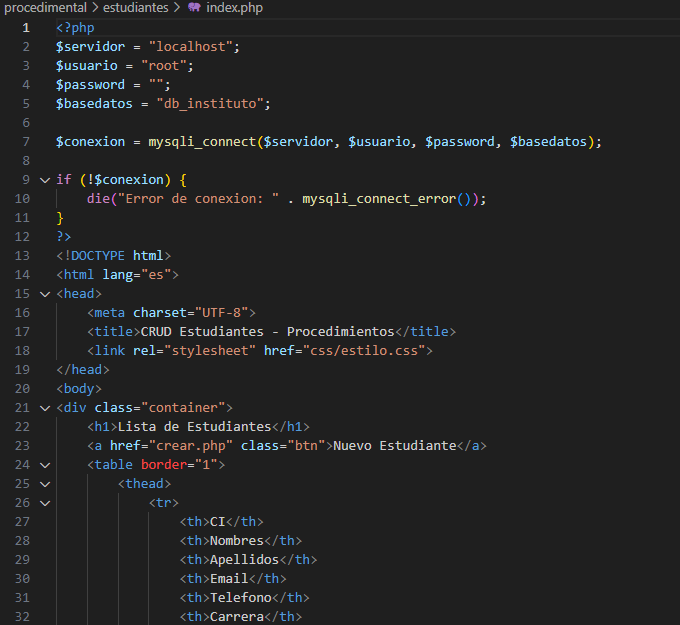 procedimental > estudiantes > index.php
1 <?php
2 $servidor = "localhost";
3 $usuario = "root";
4 $password = "";
5 $basedatos = "db_instituto";
6
7 $conexion = mysqli_connect($servidor, $usuario, $password, $basedatos);
8
9 if (!$conexion) {
10     die("Error de conexion: " . mysqli_connect_error());
11 }
12 ?>
13 <!DOCTYPE html>
14 <html lang="es">
15 <head>
16     <meta charset="UTF-8">
17     <title>CRUD Estudiantes - Procedimientos</title>
18     <link rel="stylesheet" href="css/estilo.css">
19 </head>
20 <body>
21 <div class="container">
22     <h1>Lista de Estudiantes</h1>
23     <a href="crear.php" class="btn">Nuevo Estudiante</a>
24     <table border="1">
25         <thead>
26             <tr>
27                 <th>CI</th>
28                 <th>Nombres</th>
29                 <th>Apellidos</th>
30                 <th>Email</th>
31                 <th>Telefono</th>
32                 <th>Carrera</th>